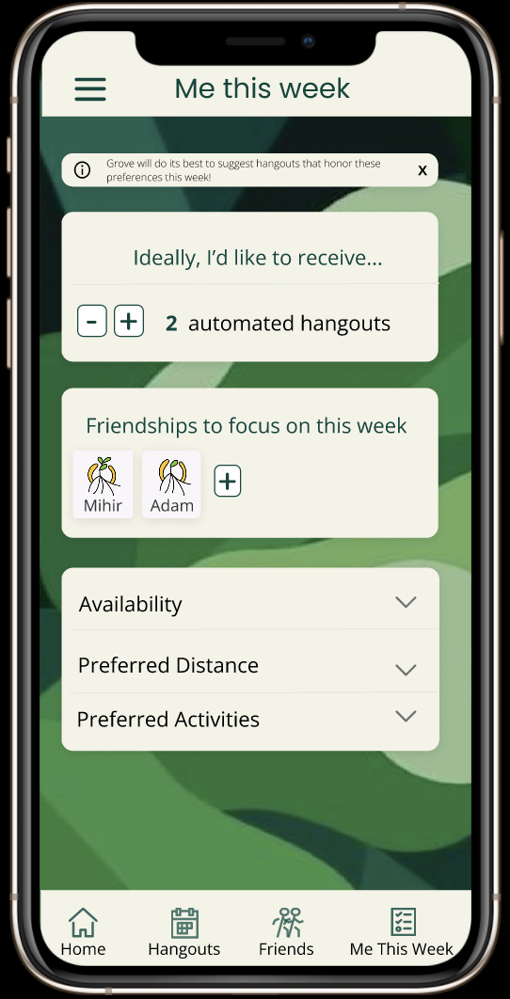 Me this week
Grove will do its best to suggest hangouts that honor these
preferences this week!
X
Ideally, I'd like to receive...
- + 2 automated hangouts
Friendships to focus on this week
+
Mihir Adam
Availability
Preferred Distance
Preferred Activities
Home Hangouts Friends Me This Week